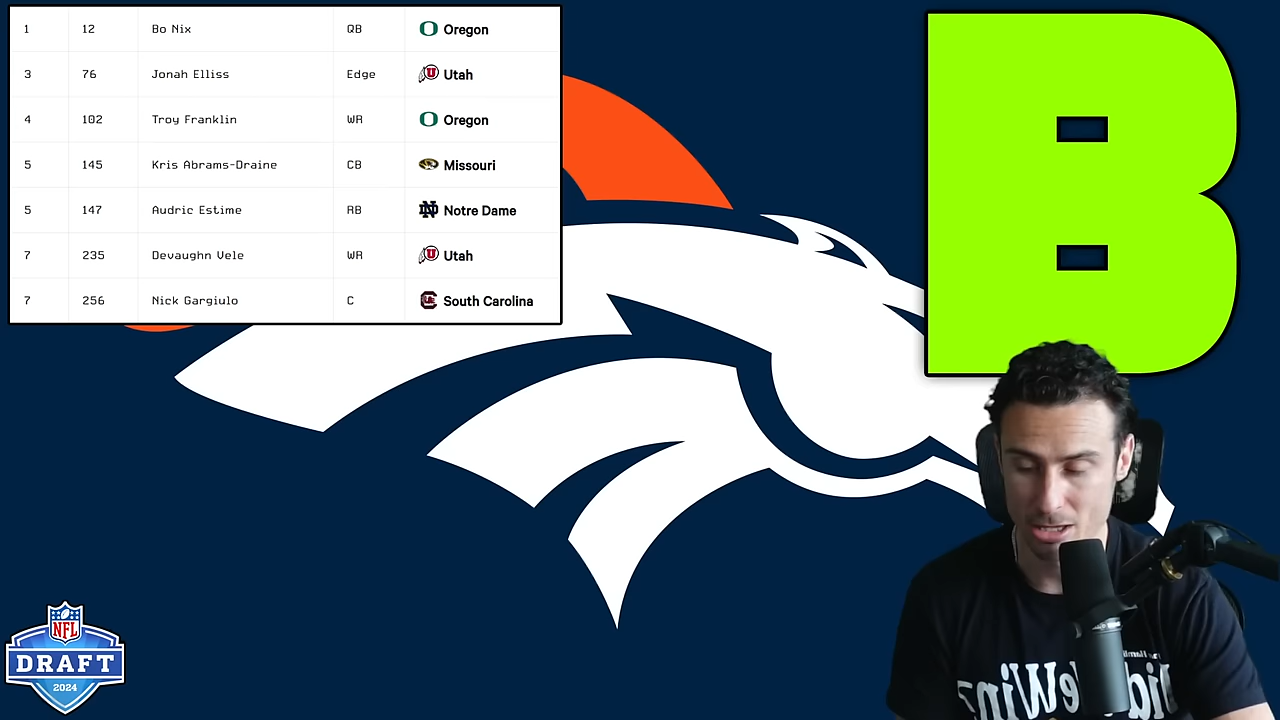 1 12 Bo Nix QB Oregon
3 76 Jonah Elliss Edge Utah
4 102 Troy Franklin WR Oregon
5 145 Kris Abrams-Draine CB Missouri
5 147 Audric Estime RB Notre Dame
7 235 Devaughn Vele WR Utah
7 256 Nick Gargiulo C South Carolina
B
NFL
DRAFT
2024